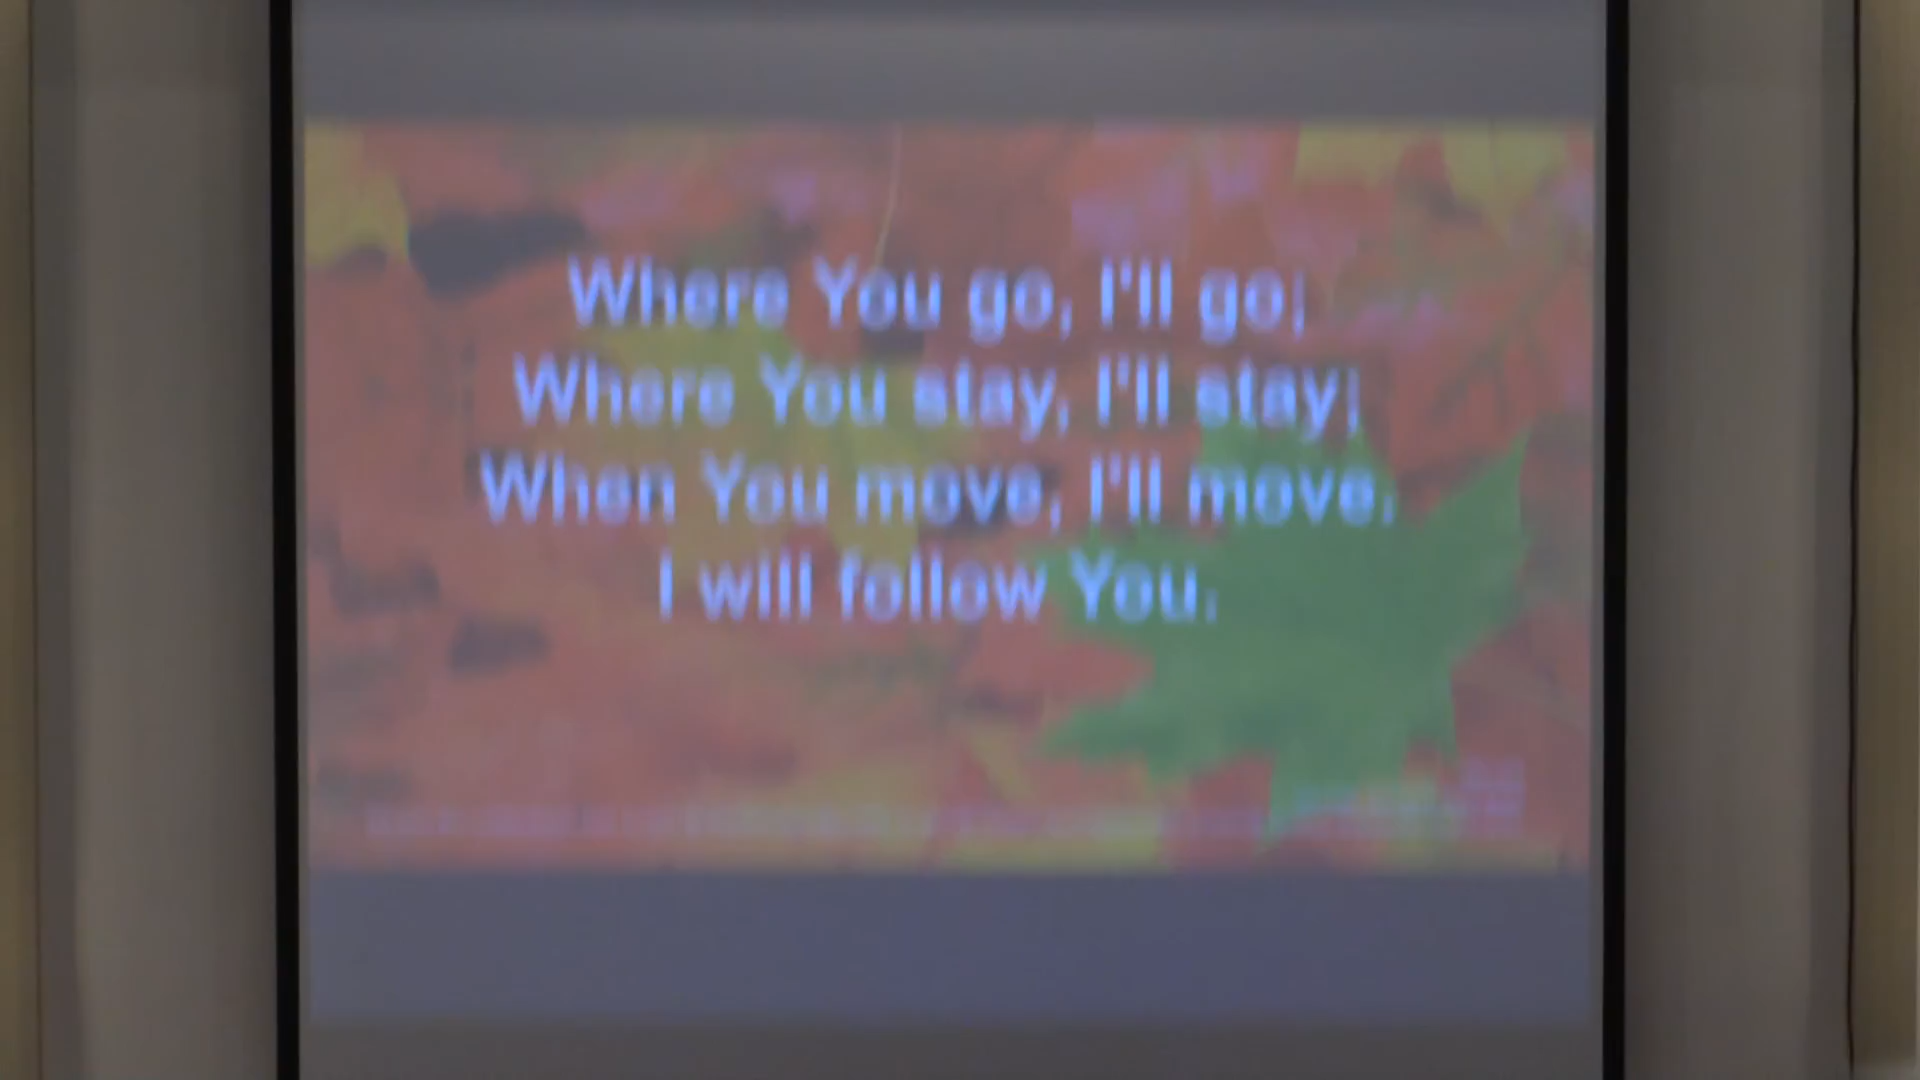 Where You go, I'll go;
Where You stay, I'll stay;
When You move, I'll move.
I will follow You.